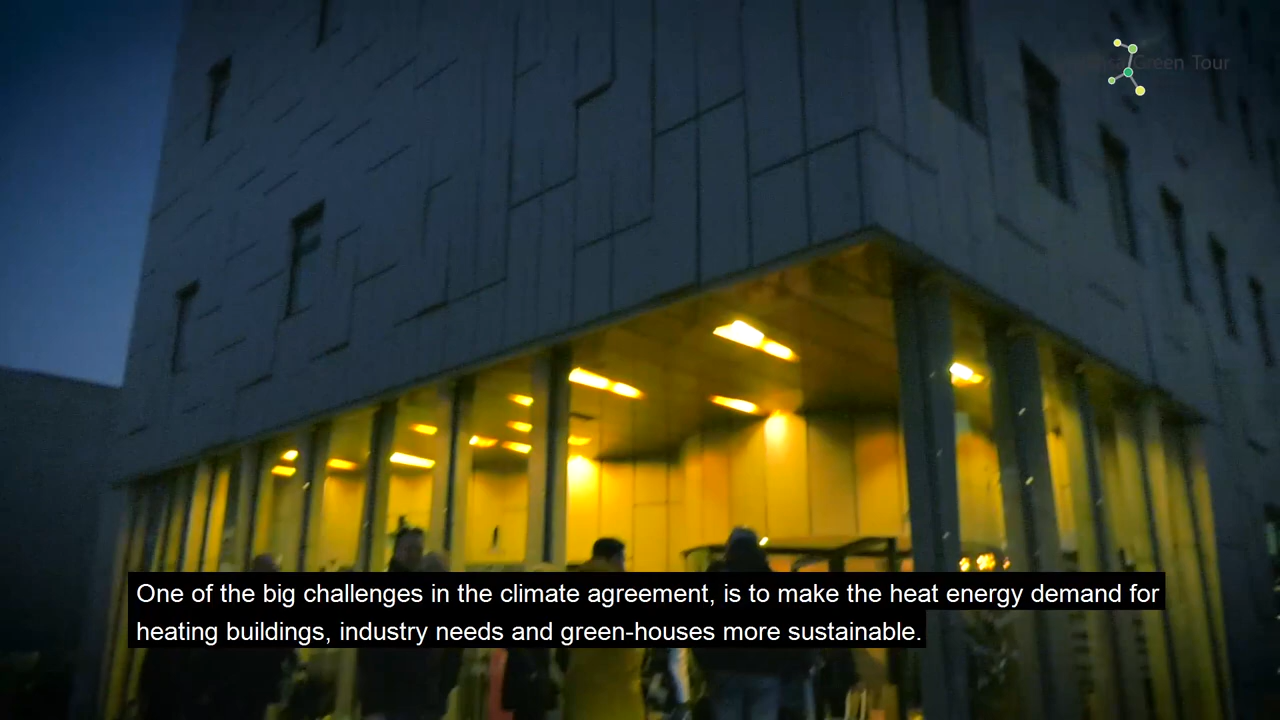 Green Tour
One of the big challenges in the climate agreement, is to make the heat energy demand for
heating buildings, industry needs and green-houses more sustainable.